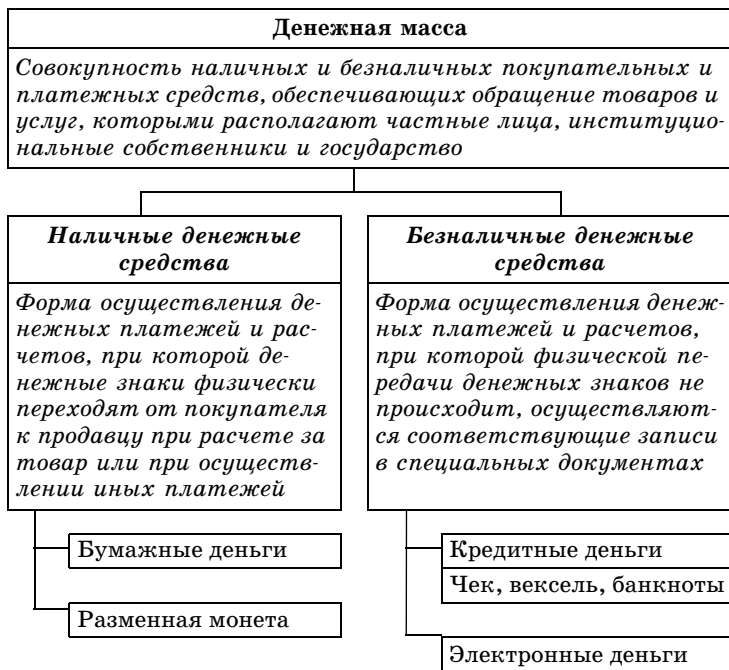 Денежная масса
Совокупность наличных и безналичных покупательных и
платежных средств, обеспечивающих обращение товаров и
услуг, которыми располагают частные лица, институцио-
нальные собственники и государство
Наличные денежные
средства
Форма осуществления де-
нежных платежей и рас-
четов, при которой де-
нежные знаки физически
переходят от покупателя
к продавцу при расчете за
товар или при осуществ-
лении иных платежей
Бумажные деньги
Разменная монета
Безналичные денежные
средства
Форма осуществления денеж-
ных платежей и расчетов,
при которой физической пе-
редачи денежных знаков не
происходит, осуществляют-
ся соответствующие записи
в специальных документах
Кредитные деньги
Чек, вексель, банкноты
Электронные деньги